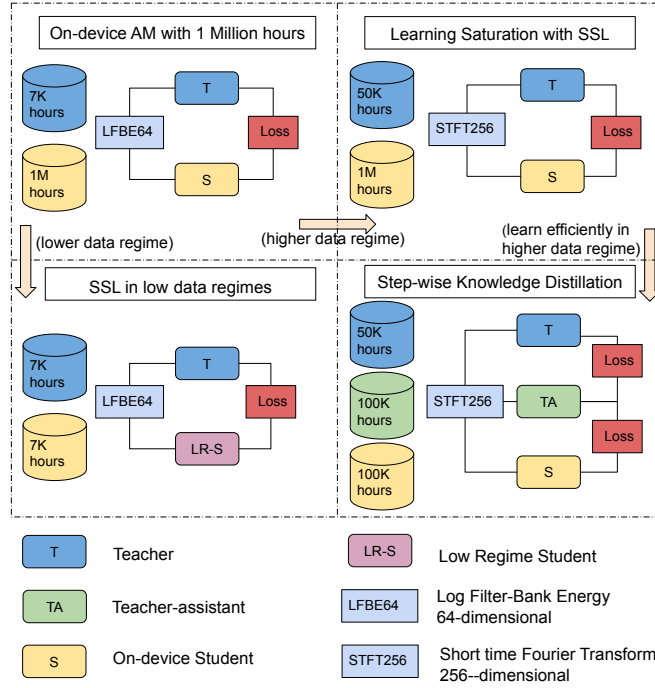 On-device AM with 1 Million hours
7K
hours
1M
hours
LFBE64
T
S
Loss
Learning Saturation with SSL
50K
hours
1M
hours
STFT256
T
S
Loss
(lower data regime)
(higher data regime)
(learn efficiently in
higher data regime)
SSL in low data regimes
7K
hours
7K
hours
LFBE64
T
LR-S
Loss
Step-wise Knowledge Distillation
50K
hours
100K
hours
100K
hours
STFT256
T
TA
S
Loss
Loss
T
Teacher
TA
Teacher-assistant
S
On-device Student
LR-S
Low Regime Student
LFBE64
Log Filter-Bank Energy
64-dimensional
STFT256
Short time Fourier Transform
256--dimensional